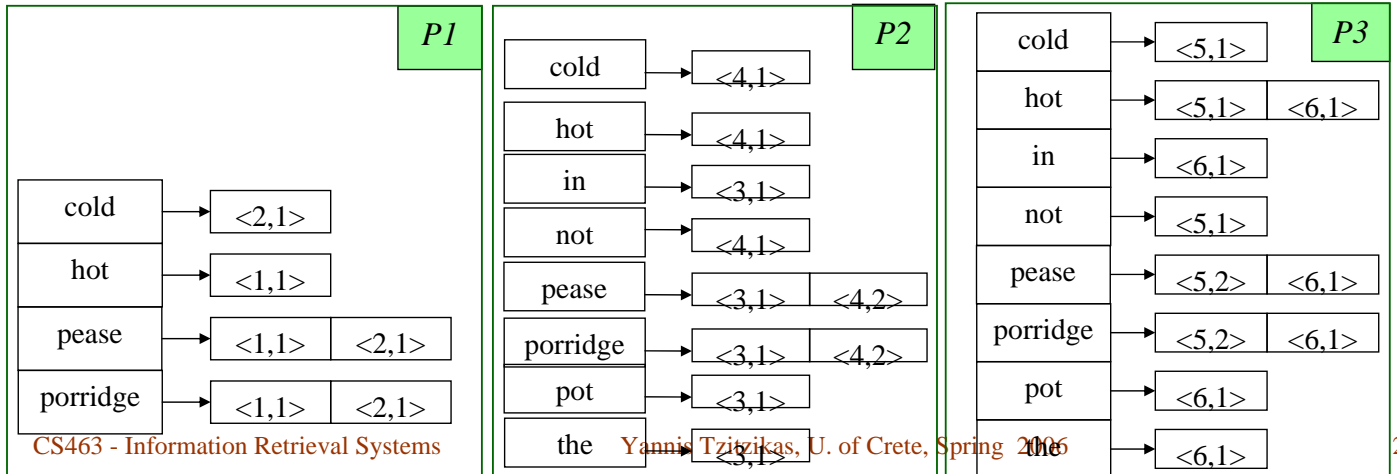 P1
cold <2,1>
hot <1,1>
pease <1,1> <2,1>
porridge <1,1> <2,1>
P2
cold <4,1>
hot <4,1>
in <3,1>
not <4,1>
pease <3,1> <4,2>
porridge <3,1> <4,2>
pot <3,1>
the <3,1>
P3
cold <5,1>
hot <5,1> <6,1>
in <6,1>
not <5,1>
pease <5,2> <6,1>
porridge <5,2> <6,1>
pot <6,1>
the <6,1>
CS463 - Information Retrieval Systems Yannis Tzitzikas, U. of Crete, Spring 2006